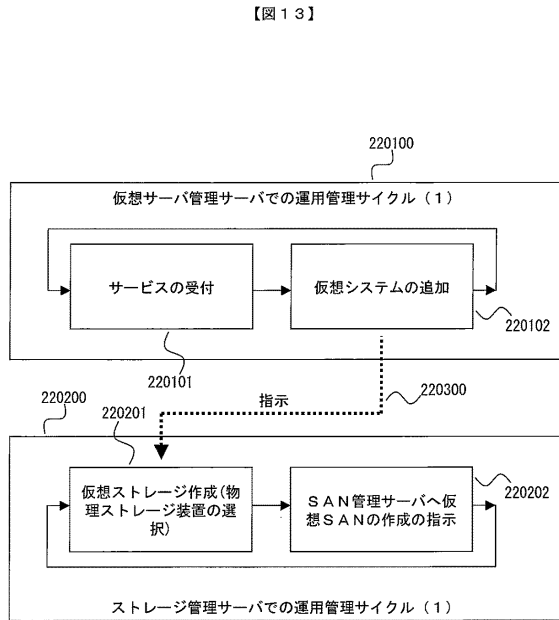 【図１３】
220100
仮想サーバ管理サーバでの運用管理サイクル（１）
サービスの受付
仮想システムの追加
220102
220101
220300
指示
220200
220201
仮想ストレージ作成(物
理ストレージ装置の選
択)
ＳＡＮ管理サーバへ仮
想ＳＡＮの作成の指示
220202
ストレージ管理サーバでの運用管理サイクル（１）